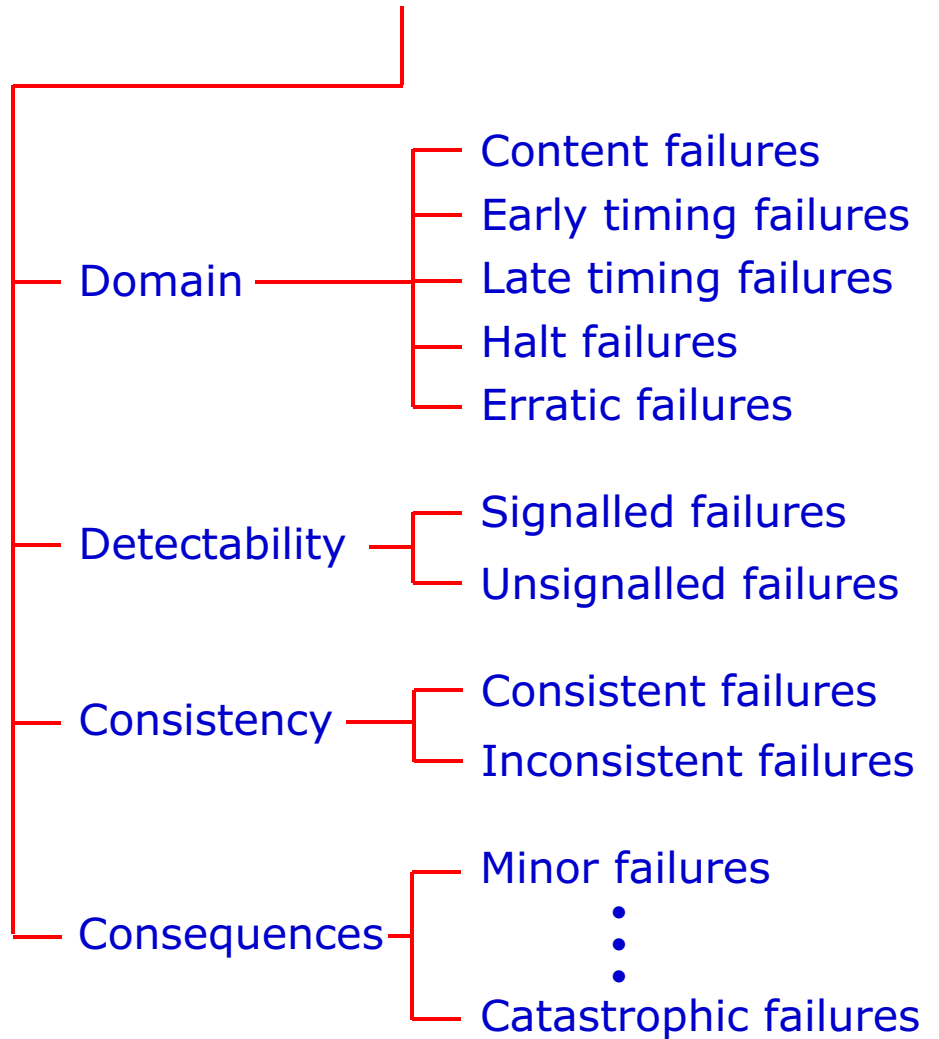 Domain
Content failures
Early timing failures
Late timing failures
Halt failures
Erratic failures
Detectability
Signalled failures
Unsignalled failures
Consistency
Consistent failures
Inconsistent failures
Consequences
Minor failures
Catastrophic failures